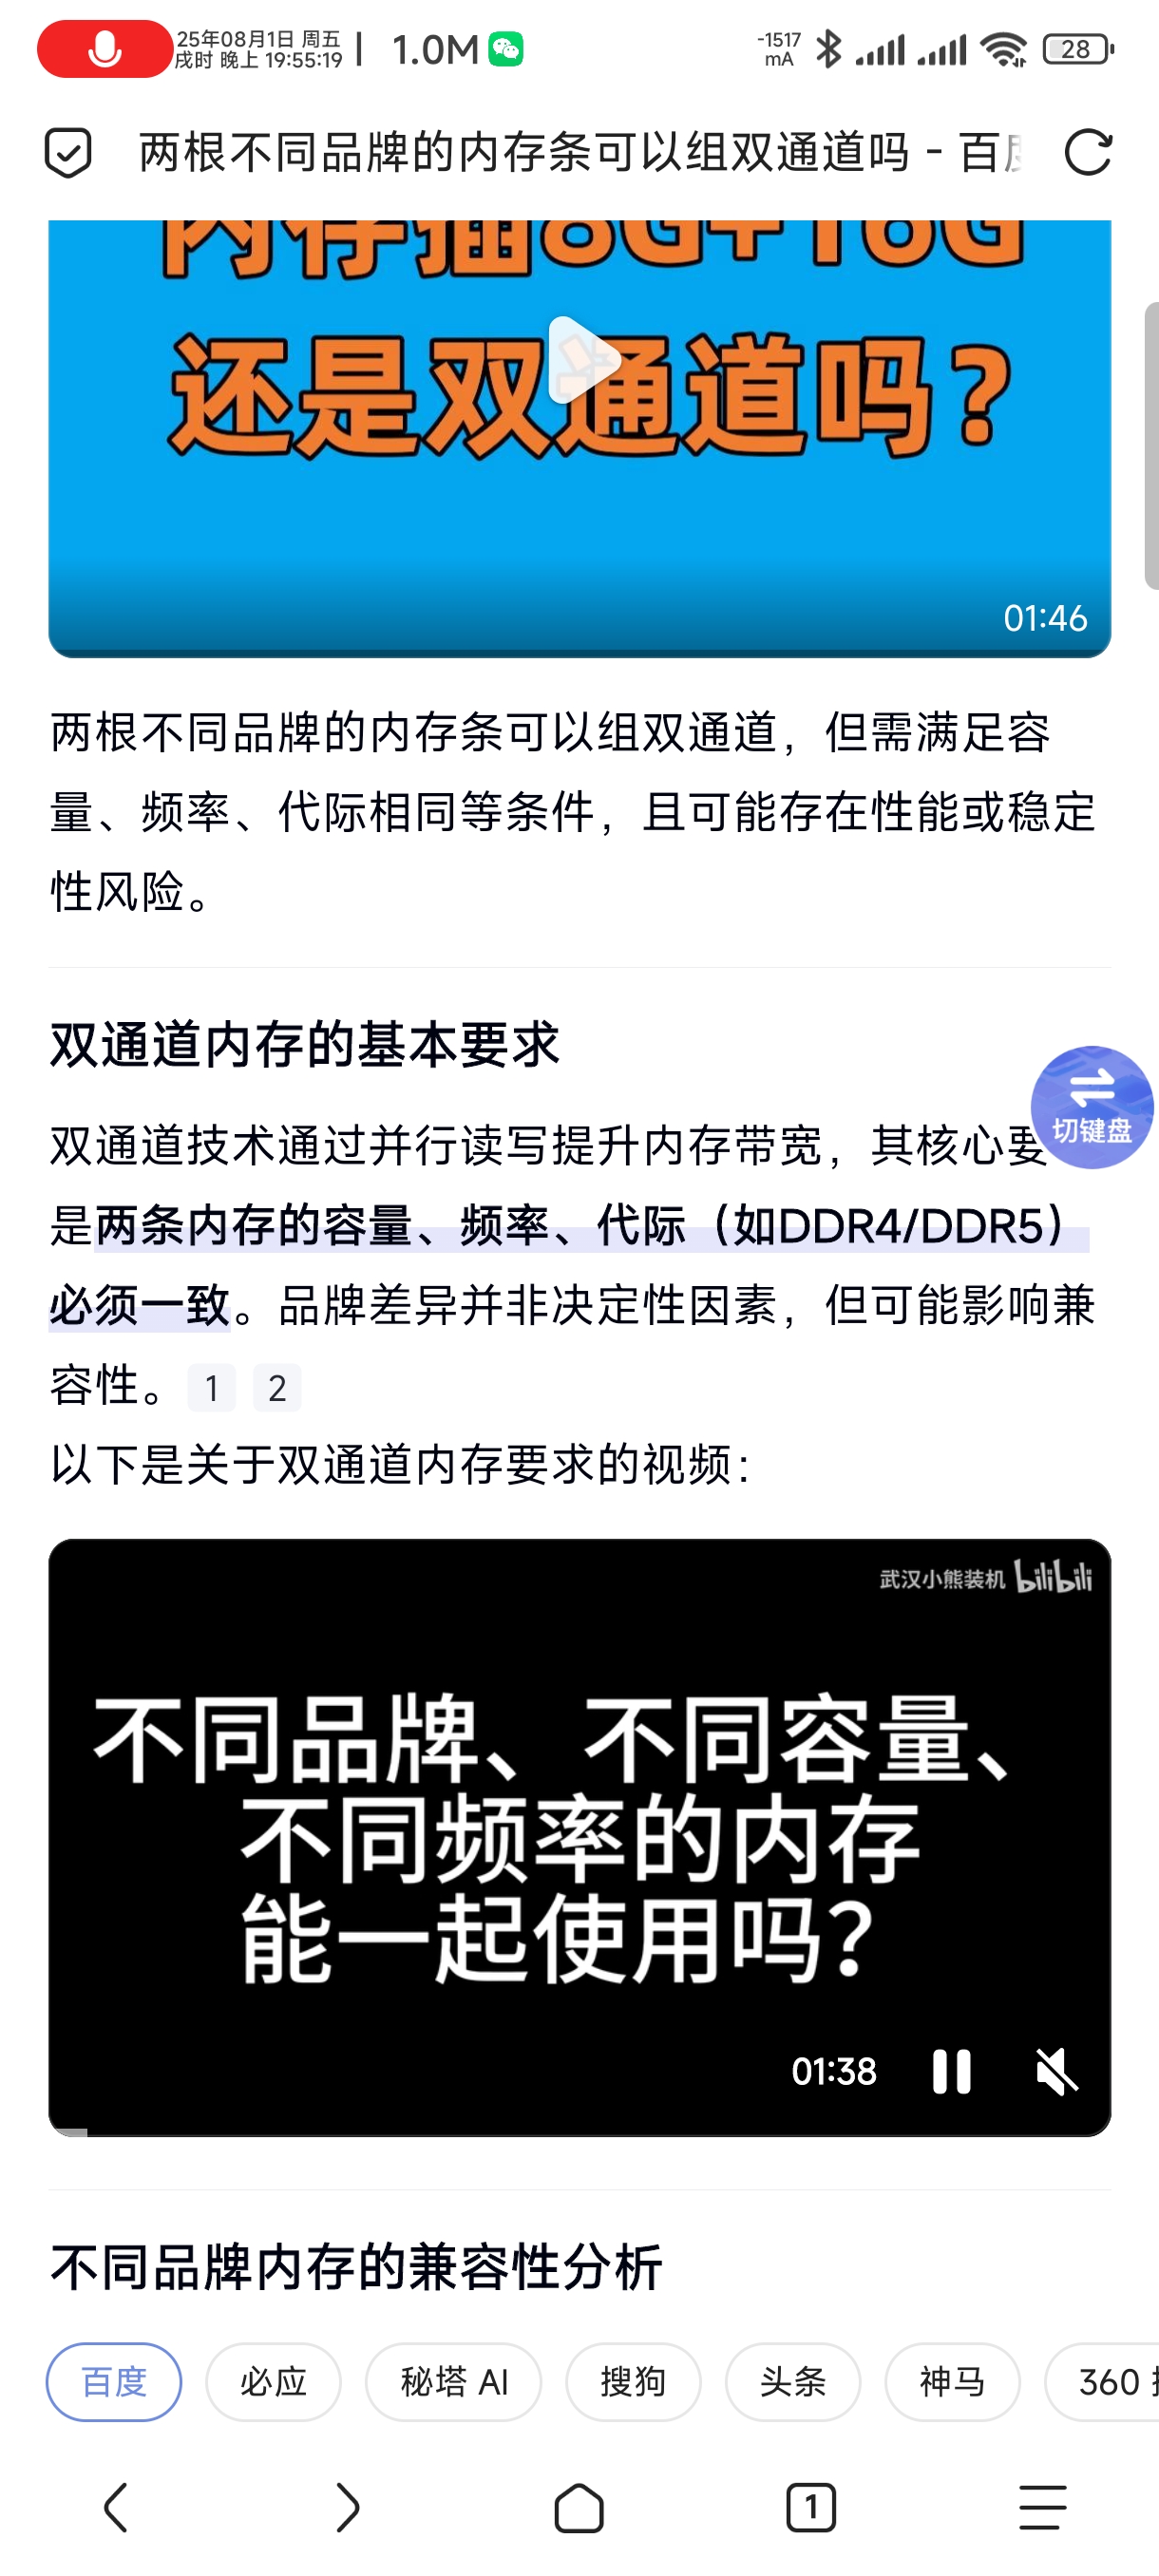 25年08月1日 周五
戌时 晚上 19:55:19
1.0M
-1517
mA
28
两根不同品牌的内存条可以组双通道吗 - 百度
内存插8G+16G
还是双通道吗？
01:46
两根不同品牌的内存条可以组双通道，但需满足容
量、频率、代际相同等条件，且可能存在性能或稳定
性风险。
双通道内存的基本要求
切键盘
双通道技术通过并行读写提升内存带宽，其核心要
是两条内存的容量、频率、代际（如DDR4/DDR5）
必须一致。品牌差异并非决定性因素，但可能影响兼
容性。 1 2
以下是关于双通道内存要求的视频：
武汉小熊装机 bilibili
不同品牌、不同容量、
不同频率的内存
能一起使用吗？
01:38
不同品牌内存的兼容性分析
百度 必应 秘塔 AI 搜狗 头条 神马 360
1